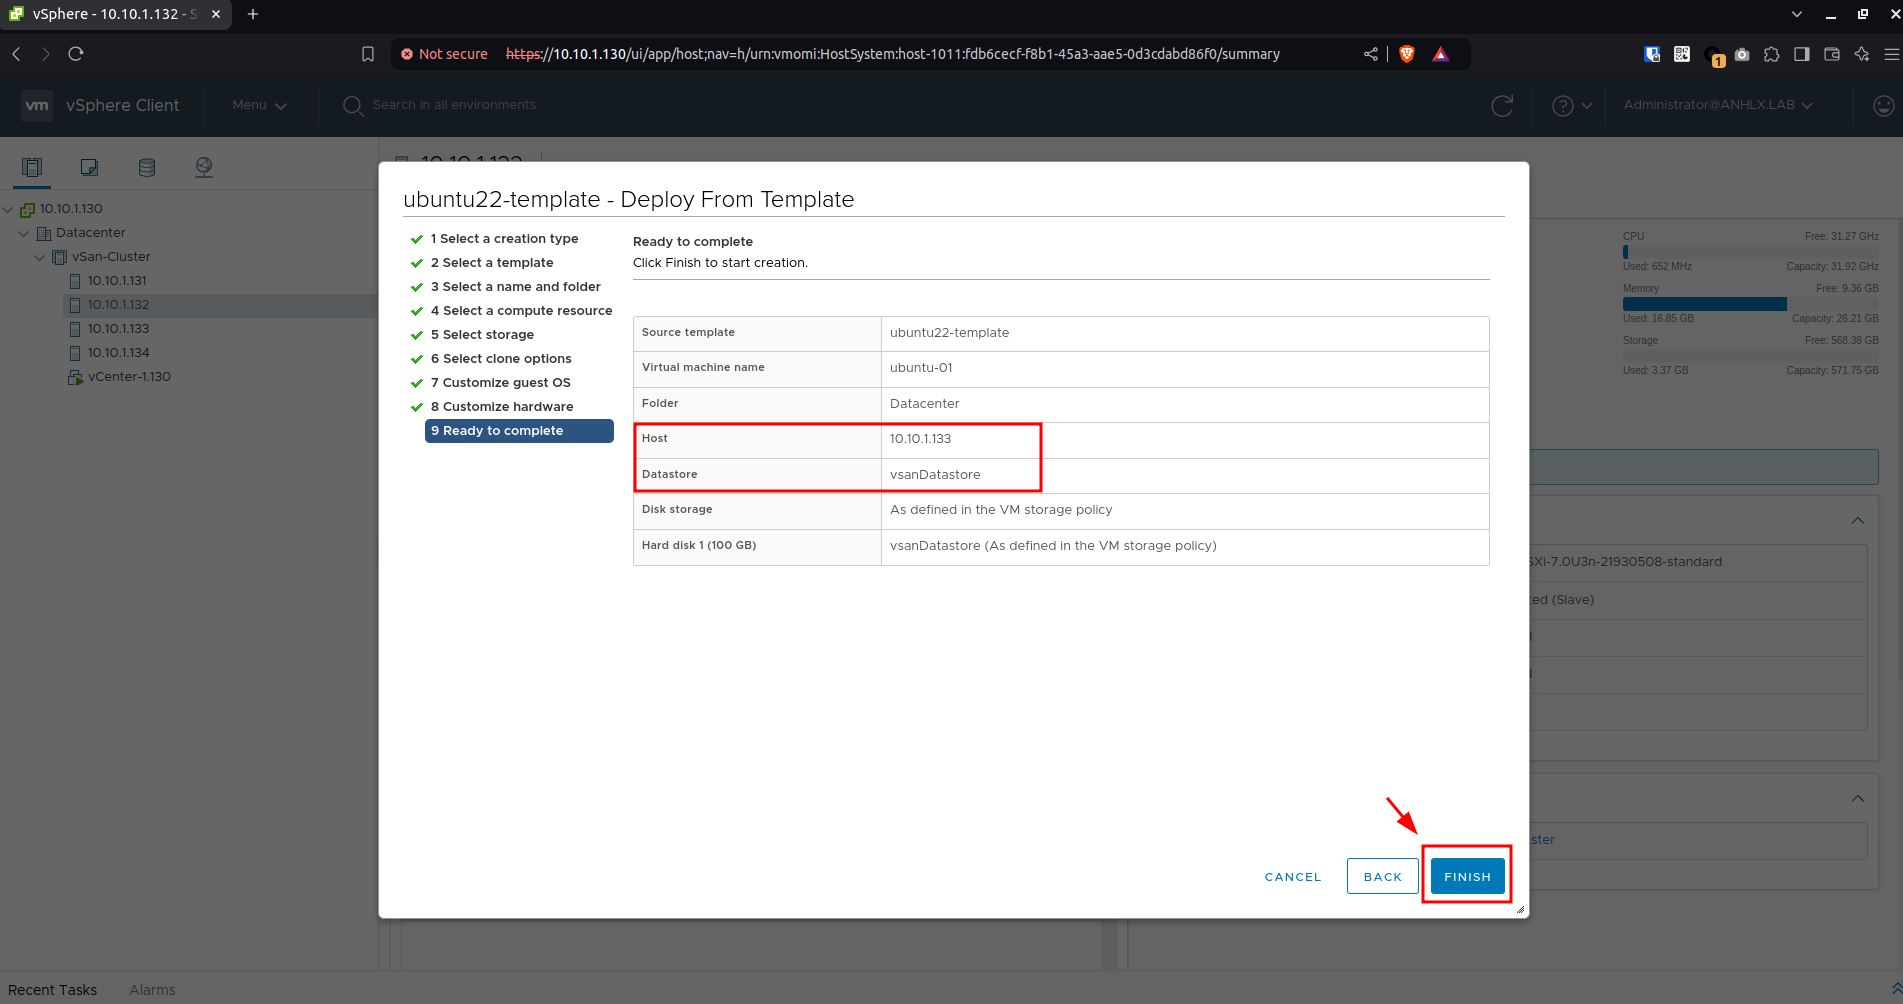 vSphere - 10.10.1.132 - S
Not secure
https://10.10.1.130/ui/app/host;nav=h/urn:vmomi:HostSystem:host-1011:fdb6cecf-f8b1-45a3-aae5-0d3cdabd86f0/summary
1
vm
vSphere Client
Menu
Search in all environments
Administrator@ANHLX.LAB
10.10.1.130
Datacenter
vSan-Cluster
10.10.1.131
10.10.1.132
10.10.1.133
10.10.1.134
vCenter-1.130
10.10.1.132
ubuntu22-template - Deploy From Template
1 Select a creation type
2 Select a template
3 Select a name and folder
4 Select a compute resource
5 Select storage
6 Select clone options
7 Customize guest OS
8 Customize hardware
9 Ready to complete
Ready to complete
Click Finish to start creation.
Source template ubuntu22-template
Virtual machine name ubuntu-01
Folder Datacenter
Host 10.10.1.133
Datastore vsanDatastore
Disk storage As defined in the VM storage policy
Hard disk 1 (100 GB) vsanDatastore (As defined in the VM storage policy)
CANCEL BACK FINISH
CPU Free: 31.27 GHz
Used: 652 MHz Capacity: 31.92 GHz
Memory Free: 9.36 GB
Used: 16.85 GB Capacity: 26.21 GB
Storage Free: 568.38 GB
Used: 3.37 GB Capacity: 571.75 GB
Xi-7.0U3n-21930508-standard
ted (Slave)
ster
Recent Tasks Alarms